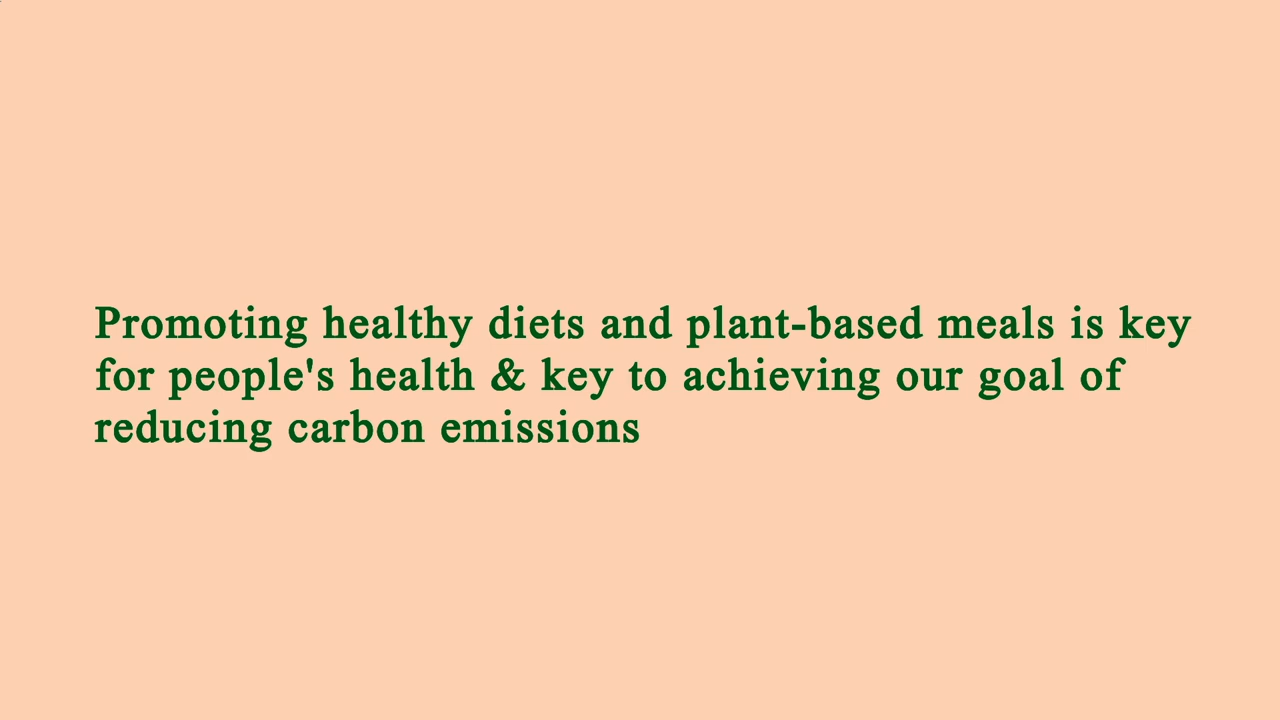 Promoting healthy diets and plant-based meals is key
for people's health & key to achieving our goal of
reducing carbon emissions